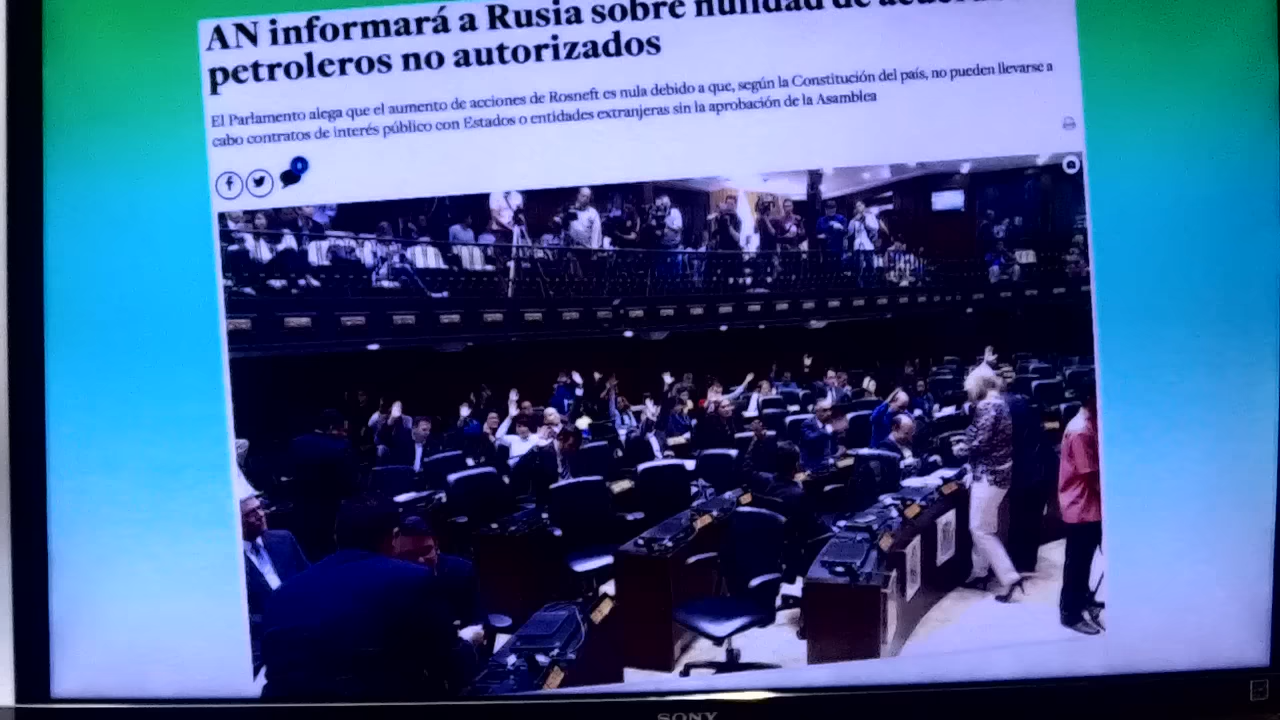 AN informará a Rusia sobre nulidad de
petroleros no autorizados
El Parlamento alega que el aumento de acciones de Rosneft es nula debido a que, según la Constitución del país, no pueden llevarse a
cabo contratos de interés público con Estados o entidades extranjeras sin la aprobación de la Asamblea
SONY